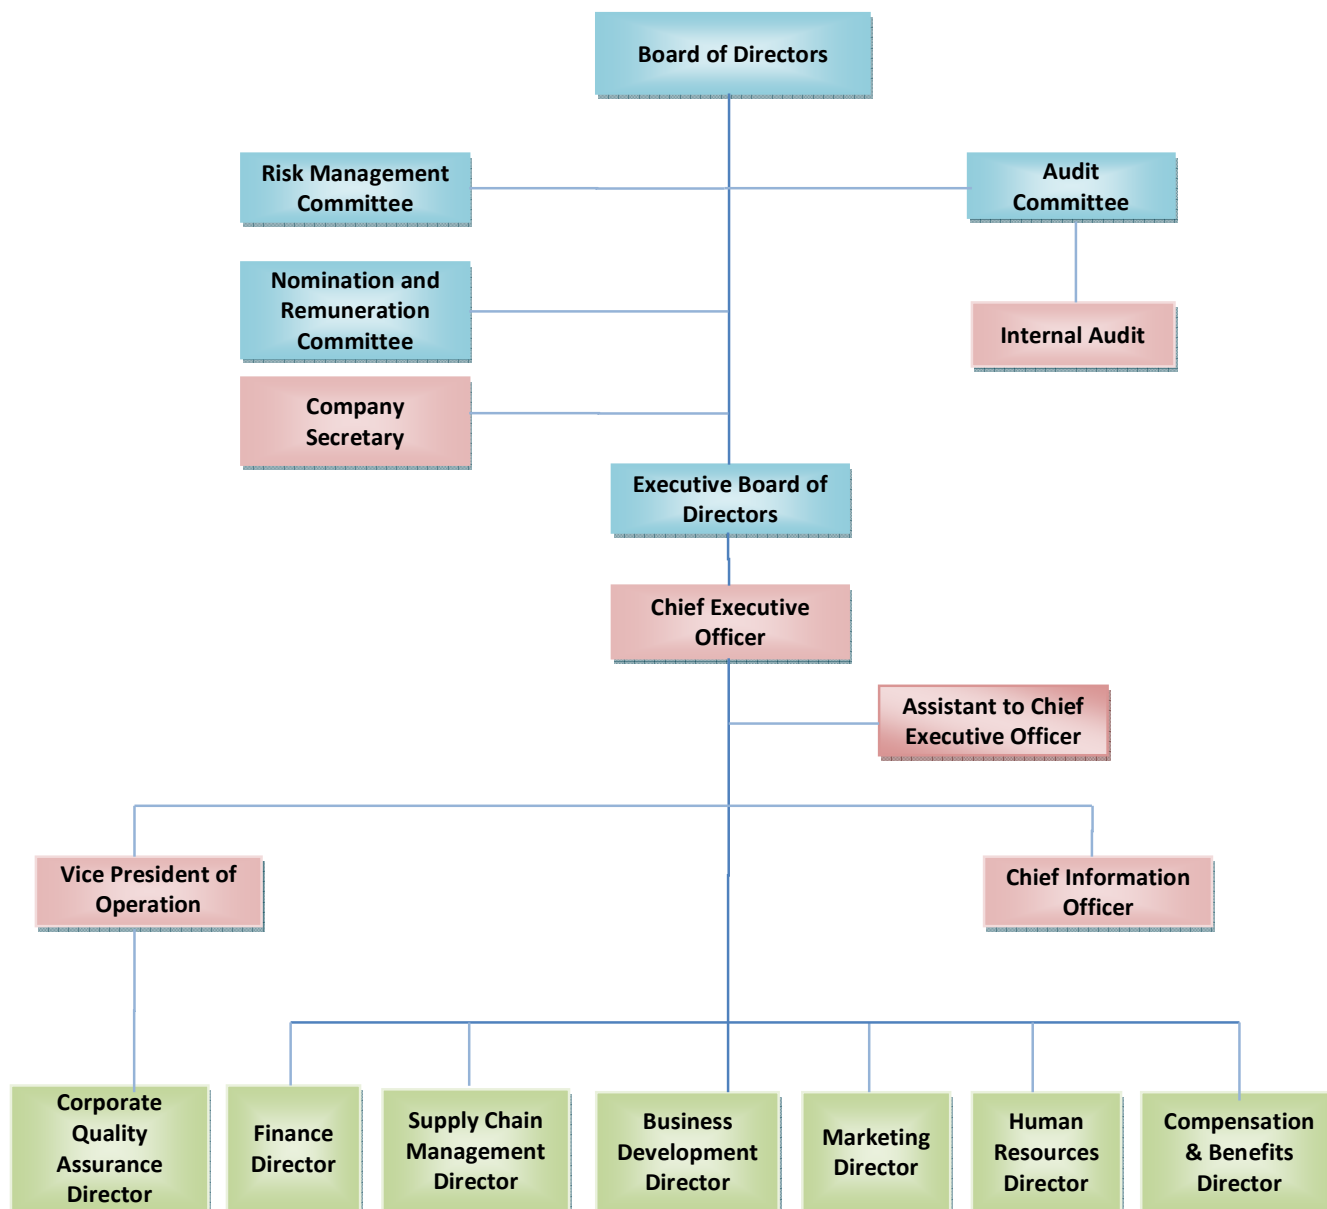 Board of Directors
Risk Management
Committee
Audit
Committee
Nomination and
Remuneration
Committee
Internal Audit
Company
Secretary
Executive Board of
Directors
Chief Executive
Officer
Assistant to Chief
Executive Officer
Vice President of
Operation
Chief Information
Officer
Corporate
Quality
Assurance
Director
Finance
Director
Supply Chain
Management
Director
Business
Development
Director
Marketing
Director
Human
Resources
Director
Compensation
& Benefits
Director